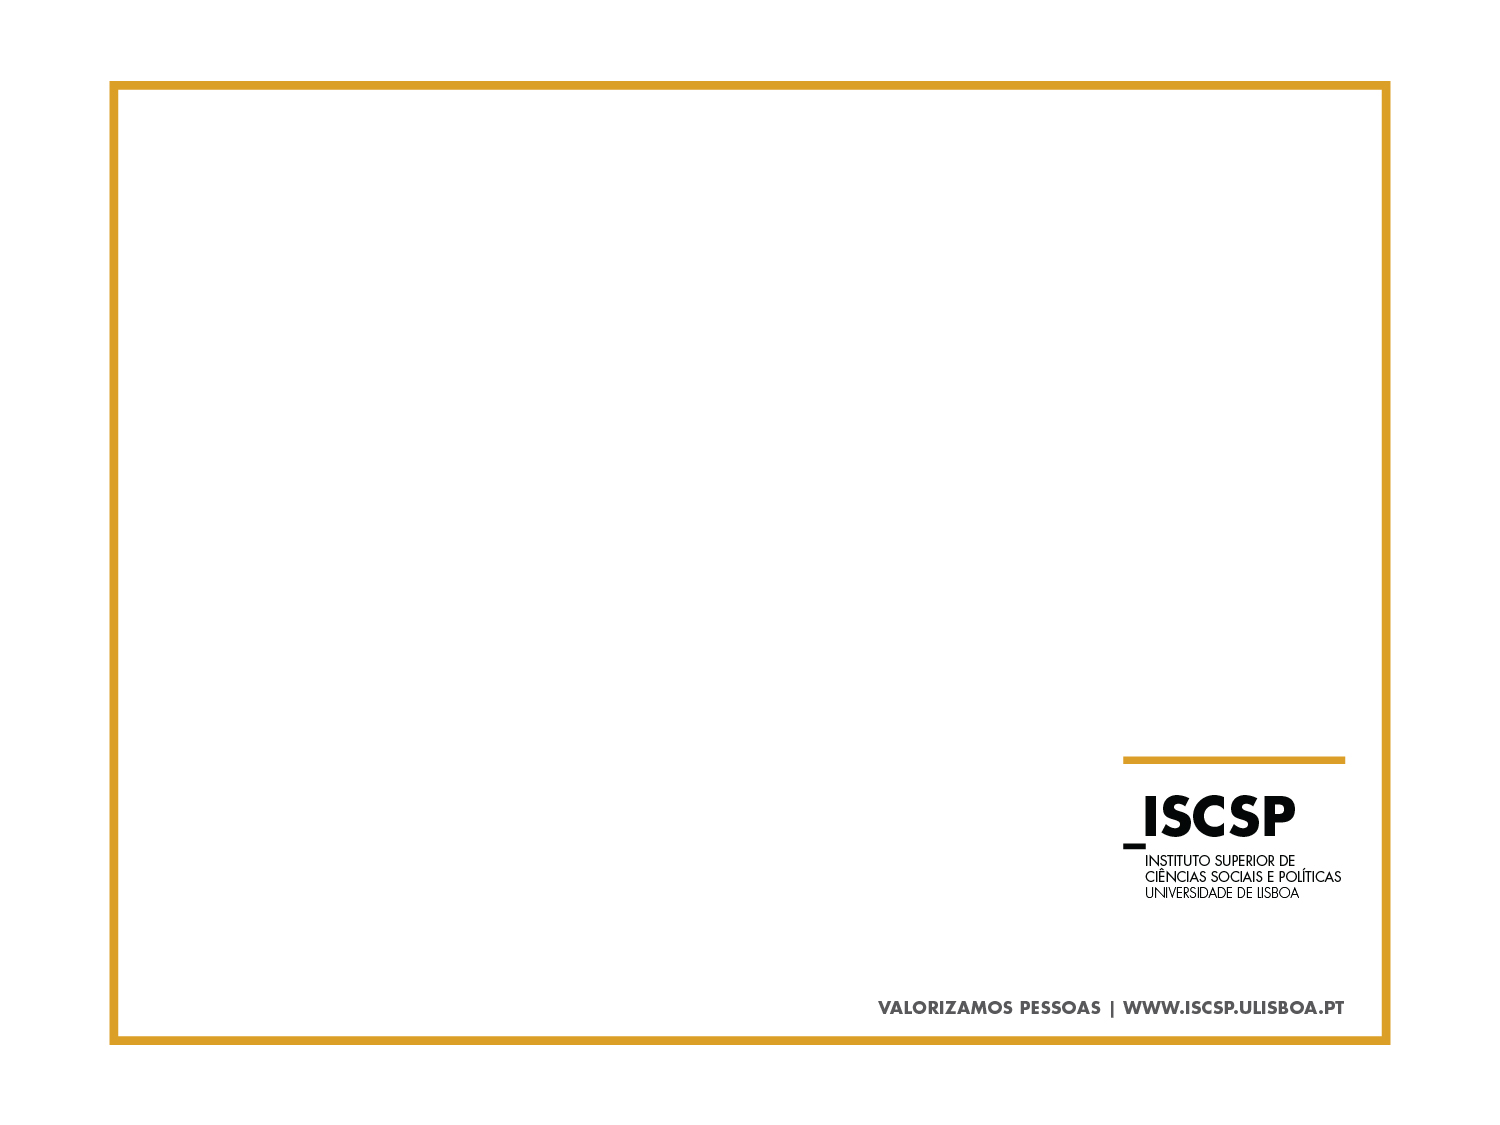 _ISCSP
INSTITUTO SUPERIOR DE
CIÊNCIAS SOCIAIS E POLÍTICAS
UNIVERSIDADE DE LISBOA
VALORIZAMOS PESSOAS | WWW.ISCSP.ULISBOA.PT